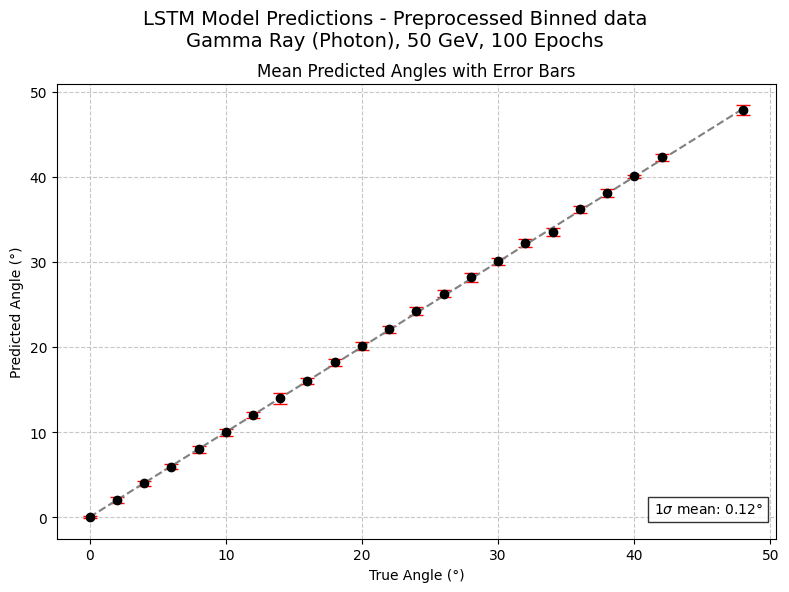 LSTM Model Predictions - Preprocessed Binned data
Gamma Ray (Photon), 50 GeV, 100 Epochs
Mean Predicted Angles with Error Bars
50
40
30
20
10
0
Predicted Angle (°)
1σ mean: 0.12°
0 10 20 30 40 50
True Angle (°)